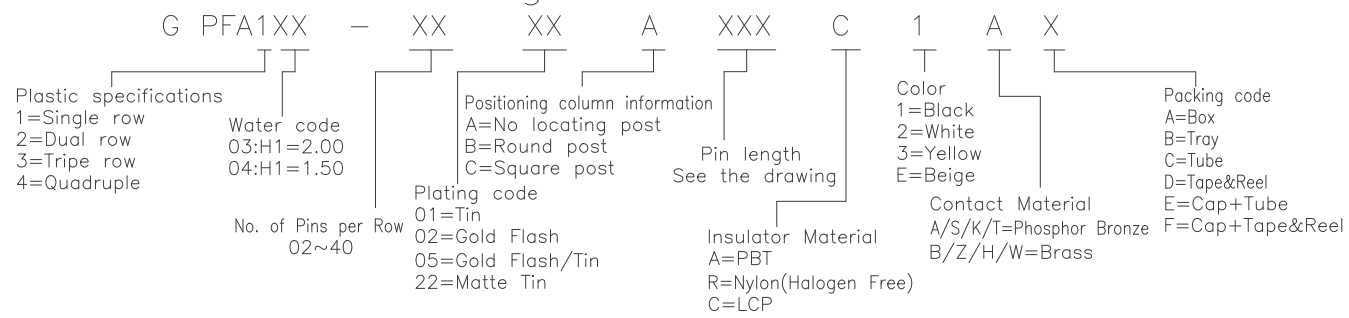 G PFA1XX - XX XX A XXX C 1 A X
Plastic specifications
1=Single row
2=Dual row
3=Tripe row
4=Quadruple
Water code
03:H1=2.00
04:H1=1.50
No. of Pins per Row
02~40
Positioning column information
A=No locating post
B=Round post
C=Square post
Plating code
01=Tin
02=Gold Flash
05=Gold Flash/Tin
22=Matte Tin
Pin length
See the drawing
Insulator Material
A=PBT
R=Nylon(Halogen Free)
C=LCP
Color
1=Black
2=White
3=Yellow
E=Beige
Contact Material
A/S/K/T=Phosphor Bronze
B/Z/H/W=Brass
Packing code
A=Box
B=Tray
C=Tube
D=Tape&Reel
E=Cap+Tube
F=Cap+Tape&Reel